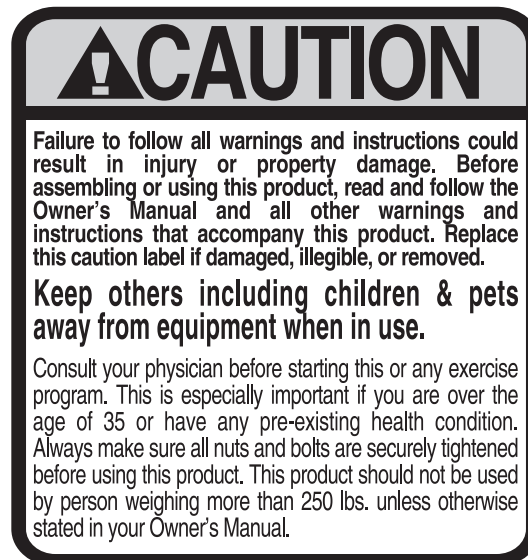 CAUTION
Failure to follow all warnings and instructions could
result in injury or property damage. Before
assembling or using this product, read and follow the
Owner's Manual and all other warnings and
instructions that accompany this product. Replace
this caution label if damaged, illegible, or removed.
Keep others including children & pets
away from equipment when in use.
Consult your physician before starting this or any exercise
program. This is especially important if you are over the
age of 35 or have any pre-existing health condition.
Always make sure all nuts and bolts are securely tightened
before using this product. This product should not be used
by person weighing more than 250 lbs. unless otherwise
stated in your Owner's Manual.